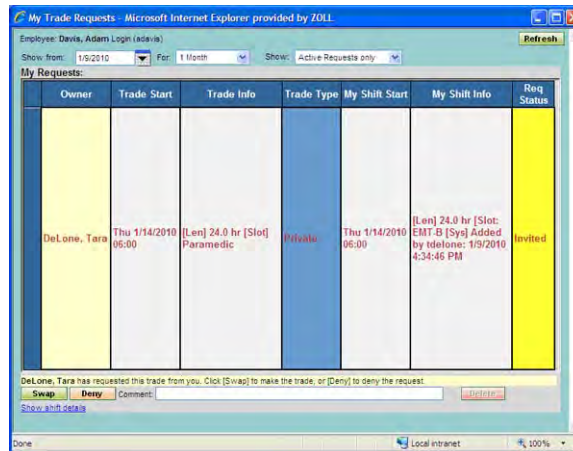 My Trade Requests - Microsoft Internet Explorer provided by ZOLL
Employee: Davis, Adam Login (adavis)
Refresh
Show from: 1/9/2010 For: 1 Month Show: Active Requests only
My Requests:
Owner Trade Start Trade Info Trade Type My Shift Start My Shift Info Req Status
DeLone, Tara
Thu 1/14/2010
06:00
[Len] 24.0 hr [Slot]
Paramedic
Private
Thu 1/14/2010
06:00
[Len] 24.0 hr [Slot:
EMT-B [Sys] Added
by tdelone: 1/9/2010
4:34:46 PM
Invited
DeLone, Tara has requested this trade from you. Click [Swap] to make the trade, or [Deny] to deny the request.
Swap Deny Comment: Delete
Show shift details
Done Local intranet 100%